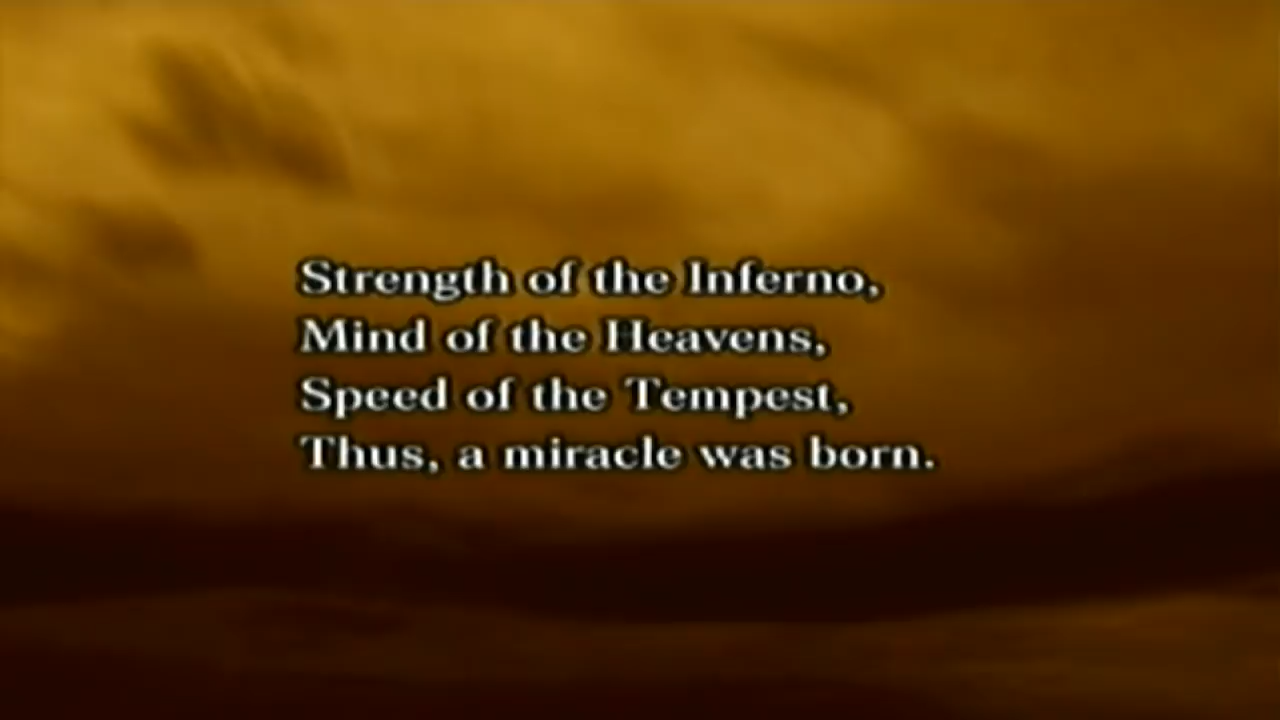 Strength of the Inferno,
Mind of the Heavens,
Speed of the Tempest,
Thus, a miracle was born.